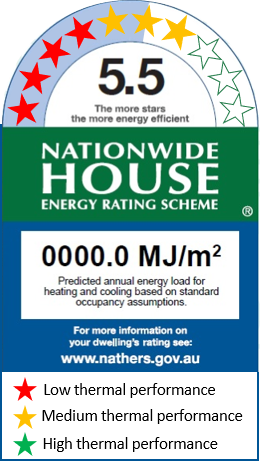 5.5
The more stars
the more energy efficient
NATIONWIDE
HOUSE
ENERGY RATING SCHEME ®
0000.0 MJ/m²
Predicted annual energy load for
heating and cooling based on standard
occupancy assumptions.
For more information on
your dwelling's rating see:
www.nathers.gov.au
Low thermal performance
Medium thermal performance
High thermal performance